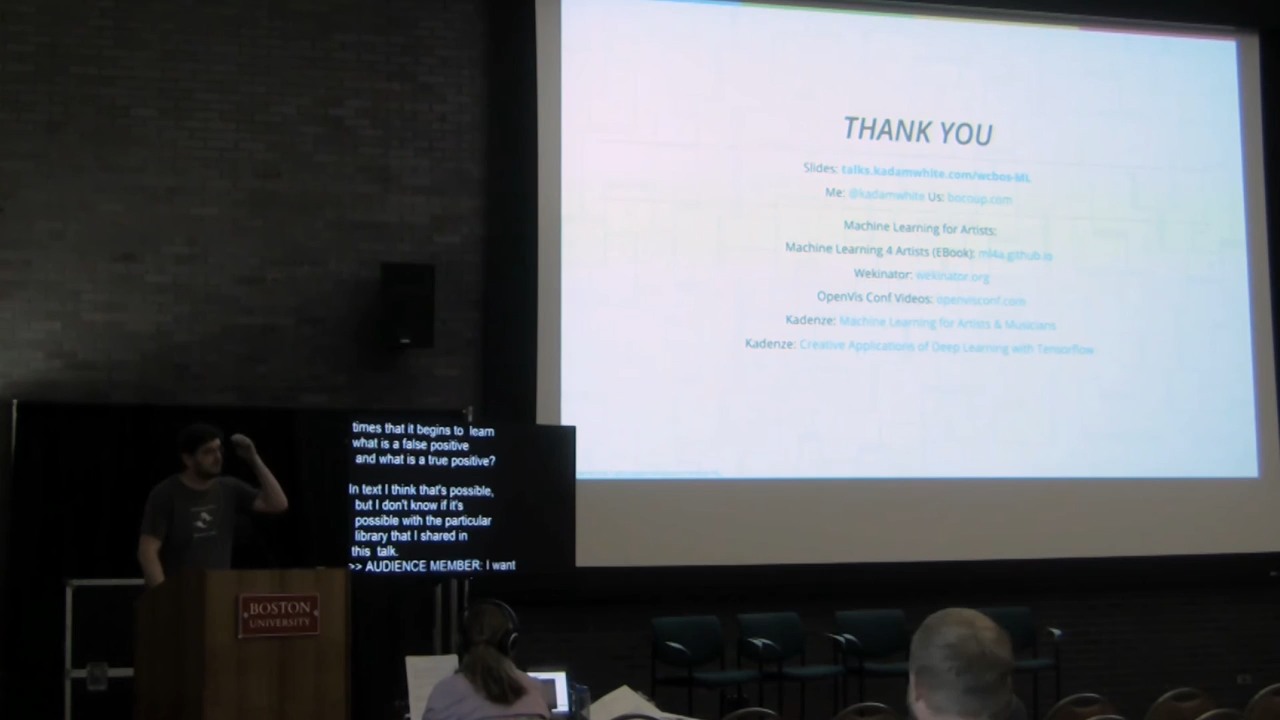 THANK YOU
Slides: talks.kadamwhite.com/wcbos-ML
Me: @kadamwhite Us: bocoup.com
Machine Learning for Artists:
Machine Learning 4 Artists (EBook): ml4a.github.io
Wekinator: wekinator.org
OpenVis Conf Videos: openvisconf.com
Kadenze: Machine Learning for Artists & Musicians
Kadenze: Creative Applications of Deep Learning with Tensorflow
times that it begins to learn
what is a false positive
and what is a true positive?
In text I think that's possible,
but I don't know if it's
possible with the particular
library that I shared in
this talk.
>> AUDIENCE MEMBER: I want
BOSTON
UNIVERSITY